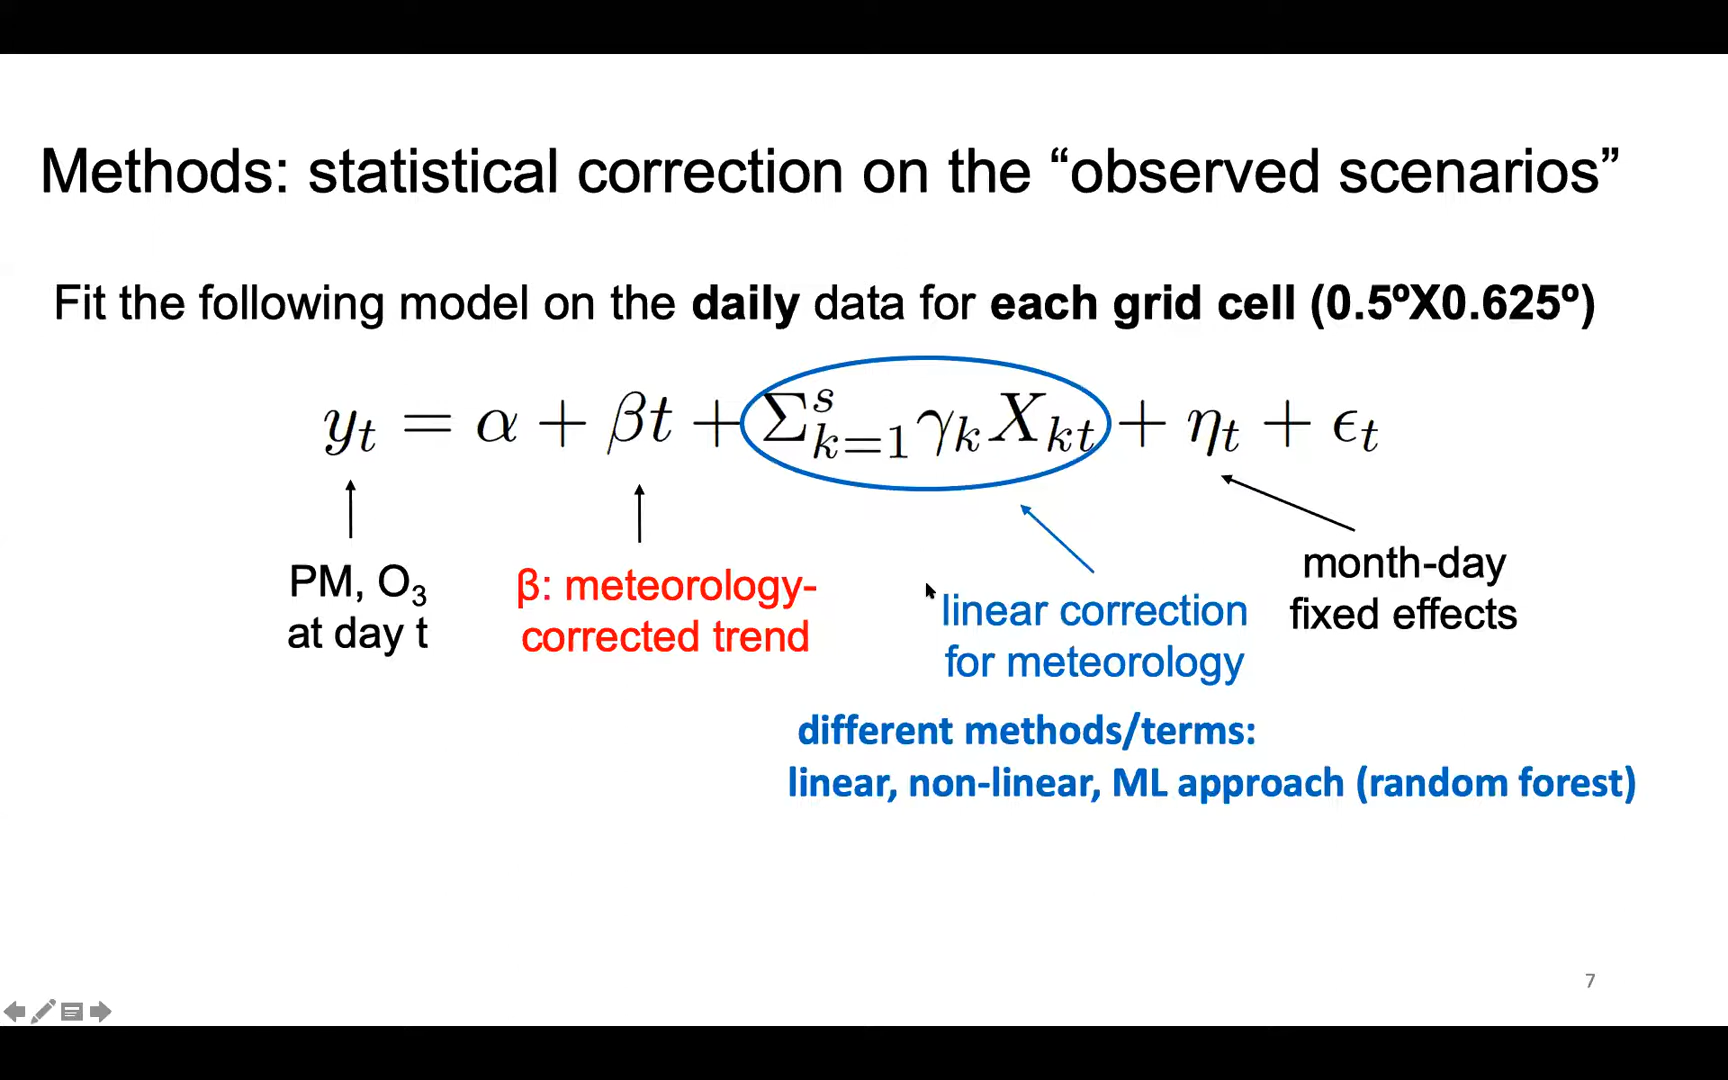 Methods: statistical correction on the “observed scenarios”
Fit the following model on the daily data for each grid cell (0.5ºX0.625º)
y_t = α + βt + Σ_{k=1}^{s} γ_k X_{kt} + η_t + ϵ_t
PM, O₃
at day t
β: meteorology-
corrected trend
linear correction
for meteorology
month-day
fixed effects
different methods/terms:
linear, non-linear, ML approach (random forest)
7